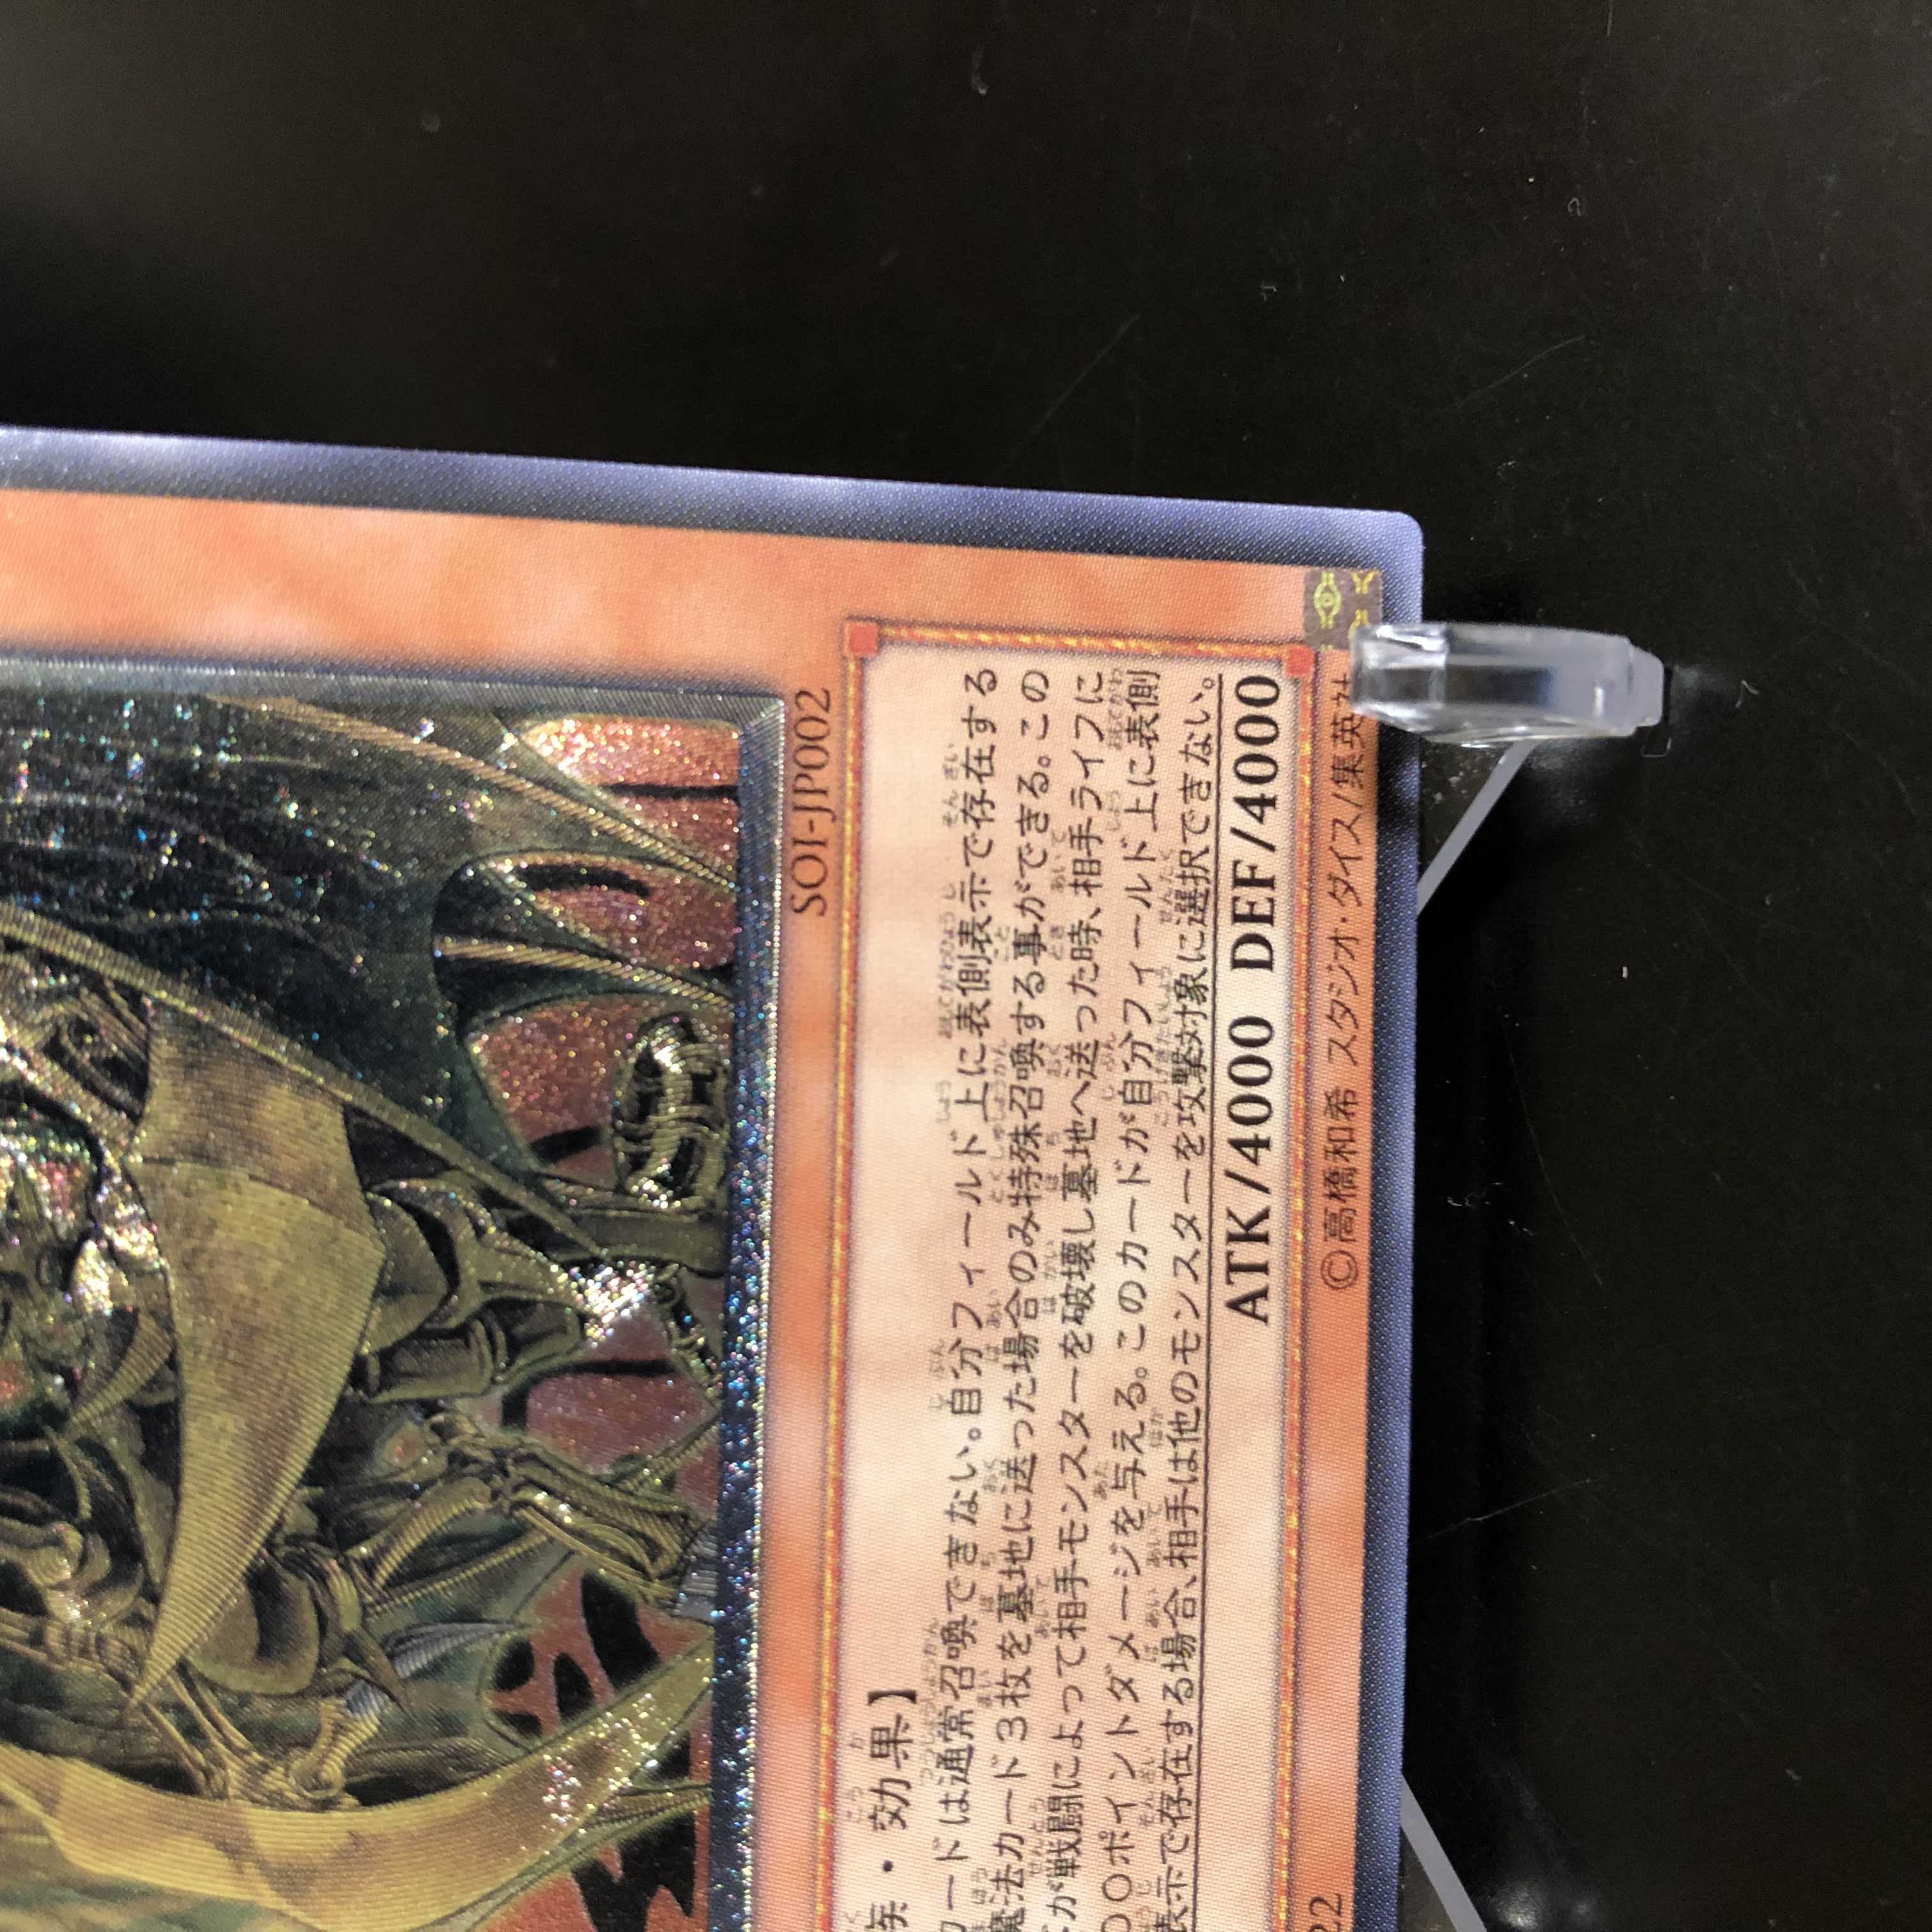 SOI-JP002
族・効果】
カードは通常召喚できない。自分フィールド上に表側表示で存在する
魔法カード3枚を墓地に送った場合のみ特殊召喚する事ができる。この
ドが戦闘によって相手モンスターを破壊し墓地へ送った時、相手ライフに
00ポイントダメージを与える。このカードが自分フィールド上に表側
表示で存在する場合、相手は他のモンスターを攻撃対象に選択できない。
ATK/4000 DEF/4000
22
©高橋和希 スタジオ・ダイス/集英社